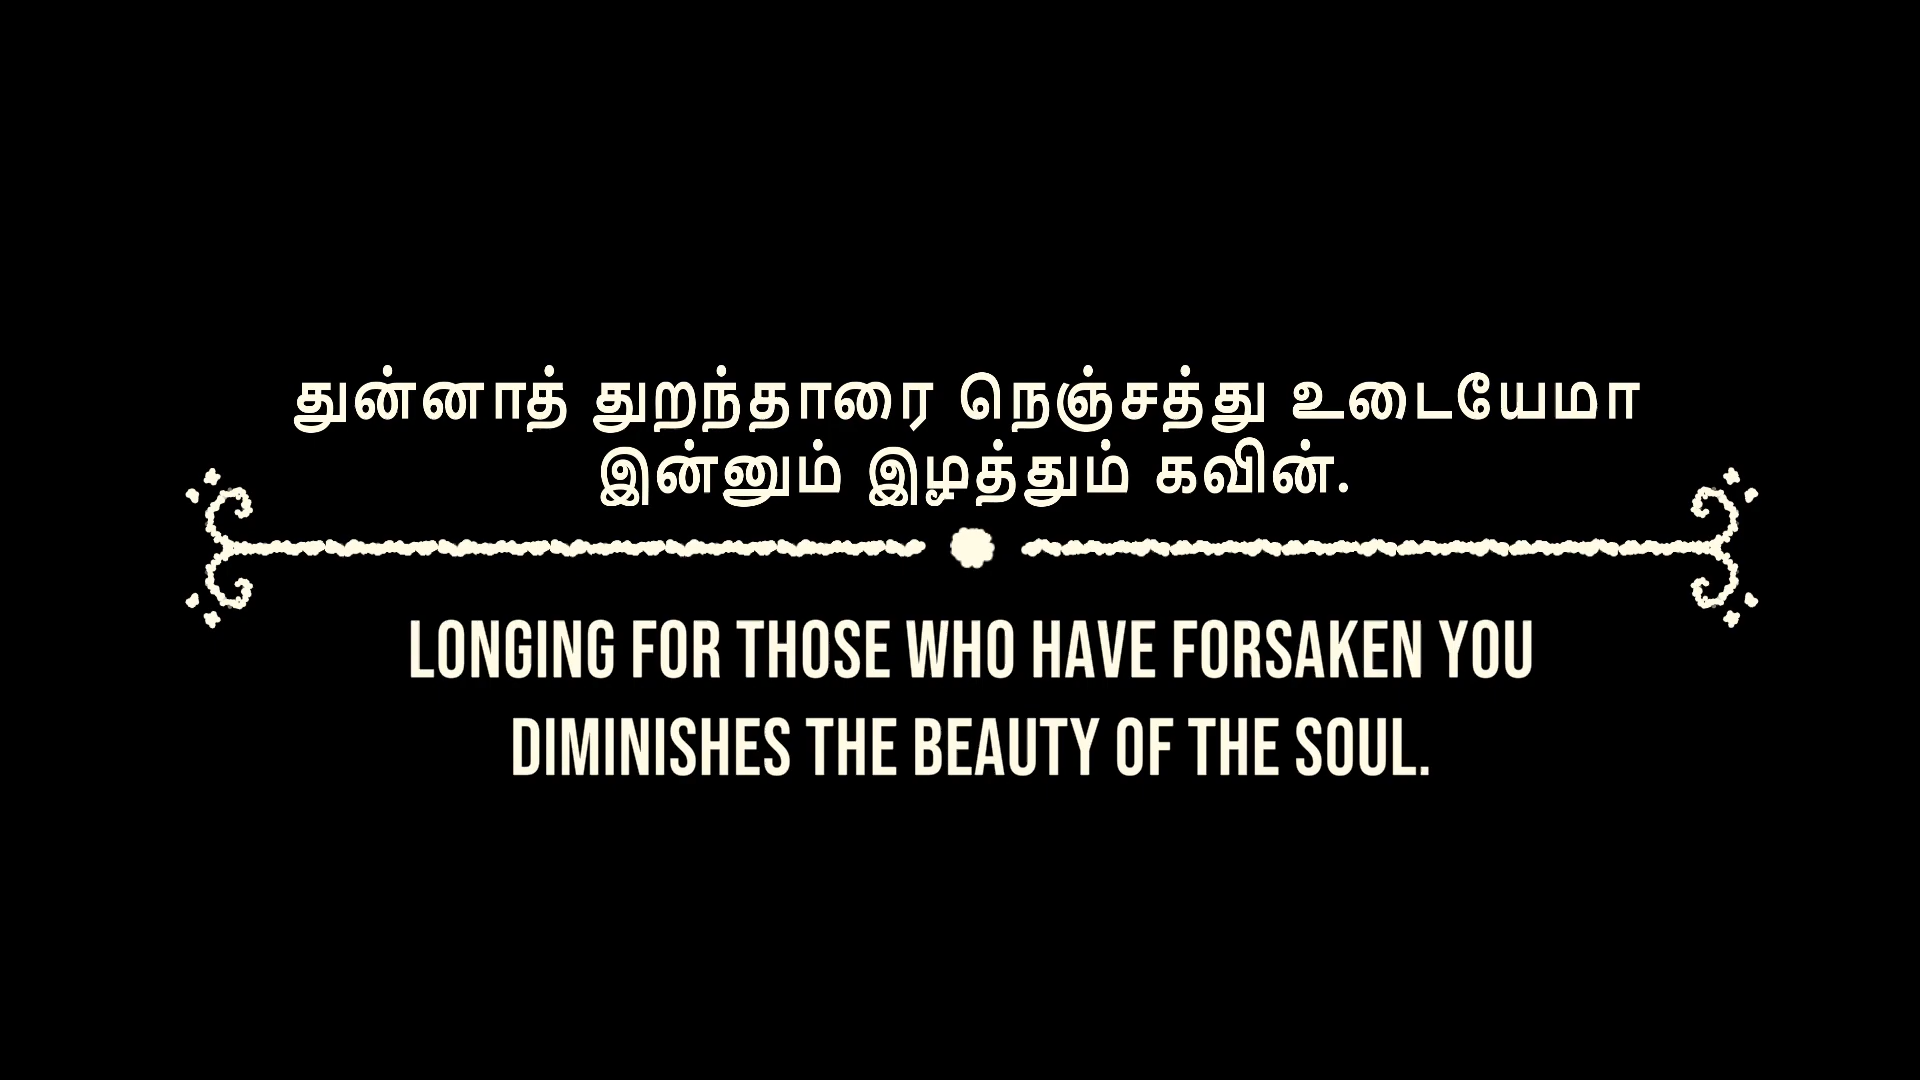 துன்னாத் துறந்தாரை நெஞ்சத்து உடையேமா
இன்னும் இழத்தும் கவின்.
LONGING FOR THOSE WHO HAVE FORSAKEN YOU
DIMINISHES THE BEAUTY OF THE SOUL.